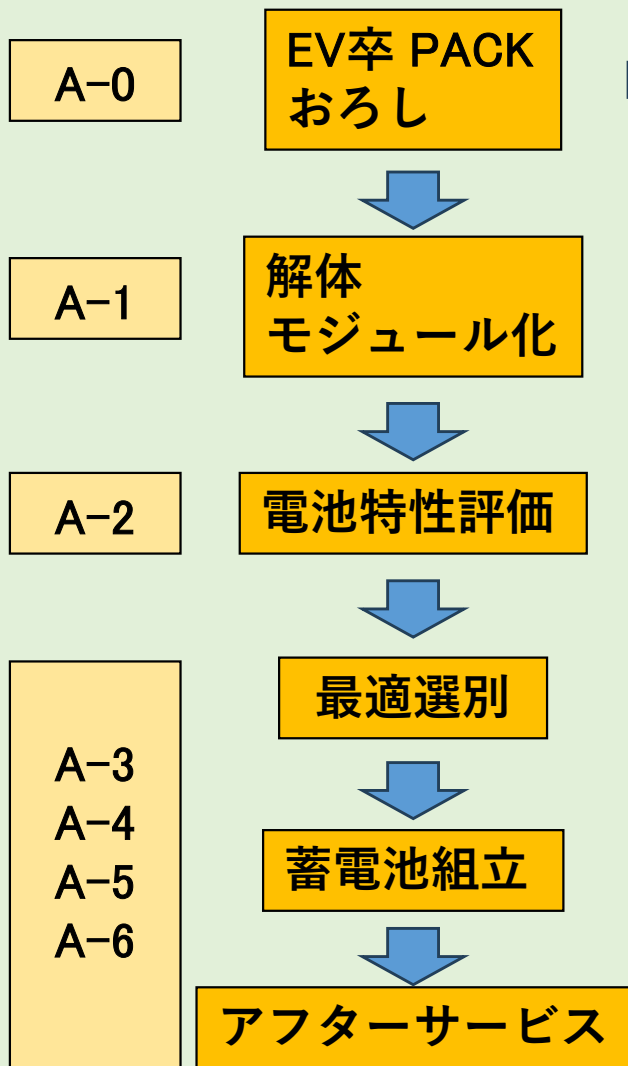 A-0
EV卒 PACK
おろし
A-1
解体
モジュール化
A-2
電池特性評価
最適選別
A-3
A-4
A-5
A-6
蓄電池組立
アフターサービス